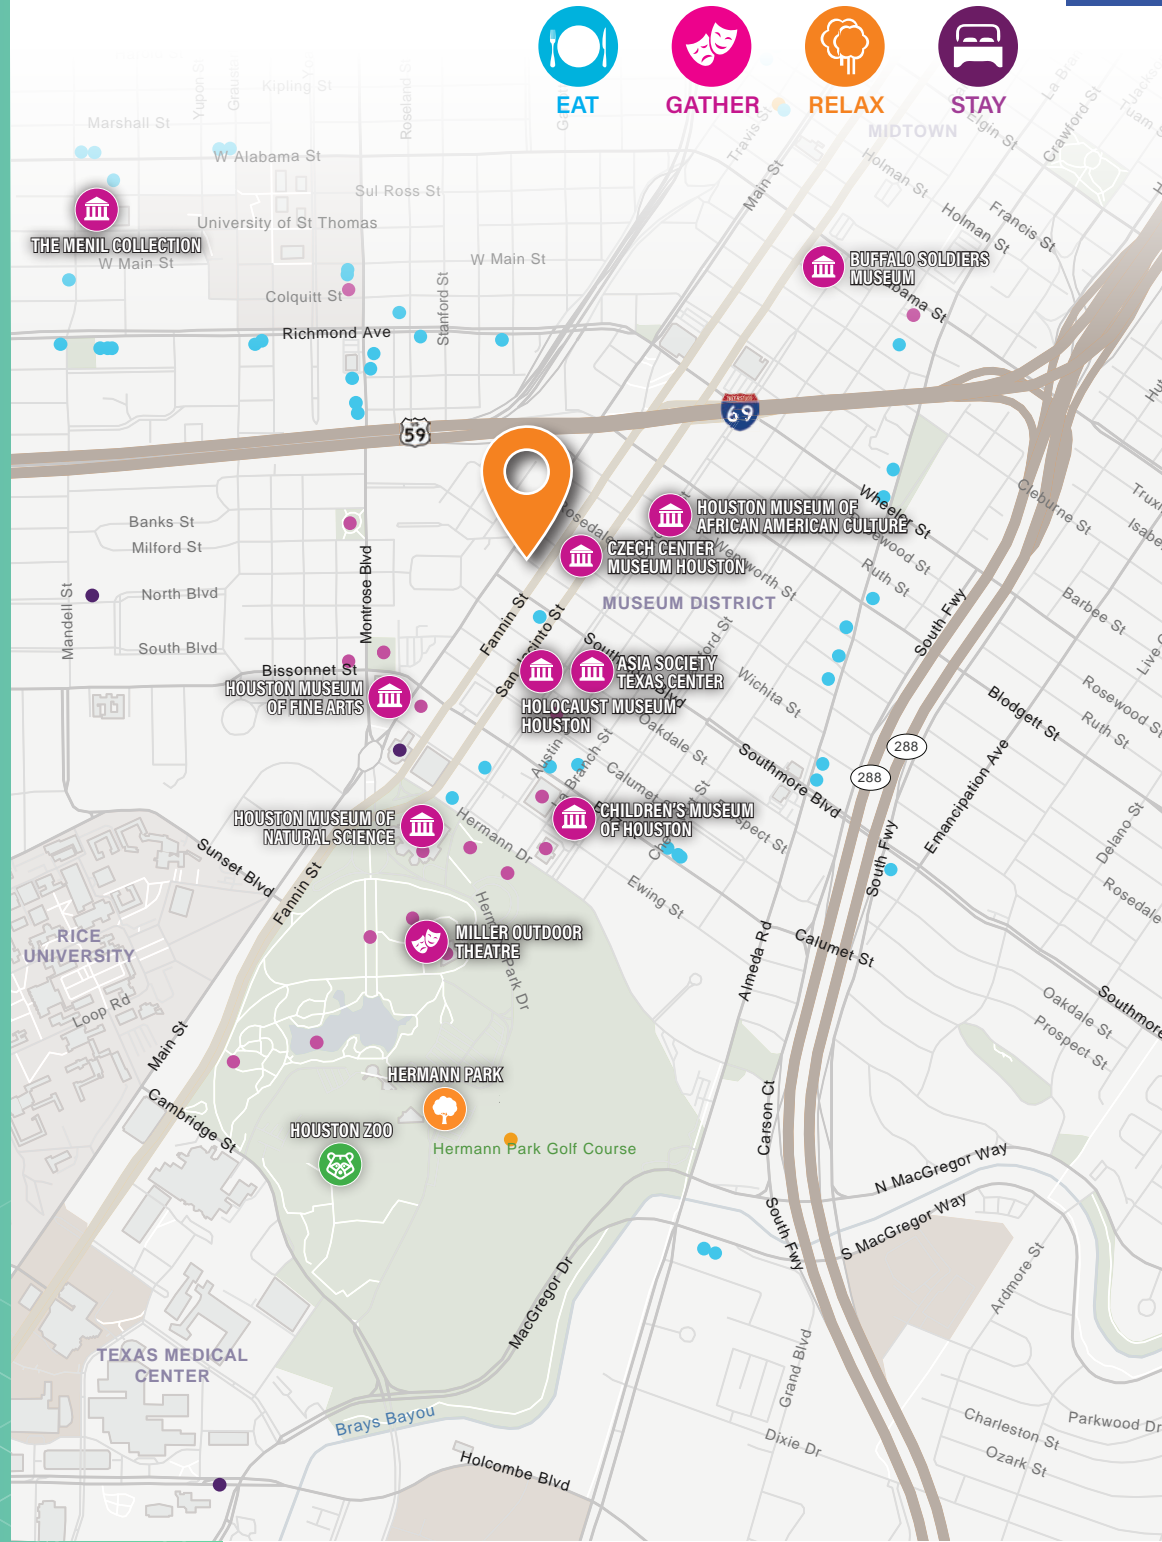 EAT
GATHER
RELAX
STAY
Kipling St
Marshall St
W Alabama St
Sul Ross St
University of St Thomas
THE MENIL COLLECTION
W Main St
W Main St
Colquitt St
Richmond Ave
Stanford St
Roseland St
Yupon St
Travis St
Main St
MIDTOWN
Elgin St
Crawford St
Holman St
Holman St
Francis St
BUFFALO SOLDIERS
MUSEUM
US
59
INTERSTATE
69
Banks St
Milford St
North Blvd
South Blvd
Mandell St
Montrose Blvd
Bissonnet St
HOUSTON MUSEUM
OF FINE ARTS
HOUSTON MUSEUM OF
AFRICAN AMERICAN CULTURE
CZECH CENTER
MUSEUM HOUSTON
MUSEUM DISTRICT
Wheeler St
Cleburne St
Wentworth St
Ruth St
Barbee St
Fannin St
San Jacinto St
ASIA SOCIETY
TEXAS CENTER
HOLOCAUST MUSEUM
HOUSTON
Wichita St
Oakdale St
South Fwy
Blodgett St
Rosewood St
Ruth St
288
288
Southmore Blvd
Emancipation Ave
Delano St
Rosedale
HOUSTON MUSEUM OF
NATURAL SCIENCE
CHILDREN'S MUSEUM
OF HOUSTON
Hermann Dr
Ewing St
Sunset Blvd
Fannin St
South Fwy
RICE
UNIVERSITY
Loop Rd
MILLER OUTDOOR
THEATRE
Almeda Rd
Calumet St
Oakdale St
Prospect St
Southmore
Main St
Cambridge St
HERMANN PARK
HOUSTON ZOO
Hermann Park Golf Course
Carson Ct
South Fwy
N MacGregor Way
S MacGregor Way
Ardmore St
MacGregor Dr
TEXAS MEDICAL
CENTER
Brays Bayou
Grand Blvd
Dixie Dr
Holcombe Blvd
Charleston St
Ozark St
Parkwood Dr